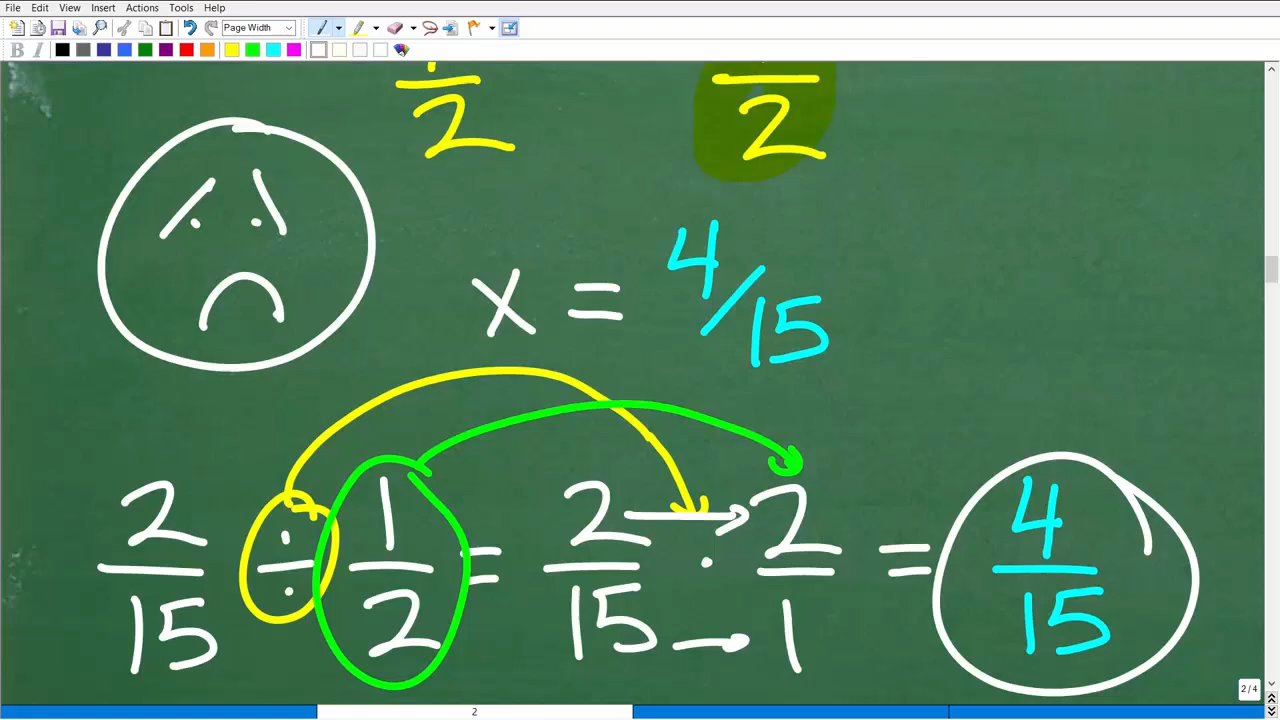 File Edit View Insert Actions Tools Help
Page Width
B I
2 2
x = 4/15
2/15 ÷ 1/2 = 2/15 · 2/1 = 4/15
2/4
2